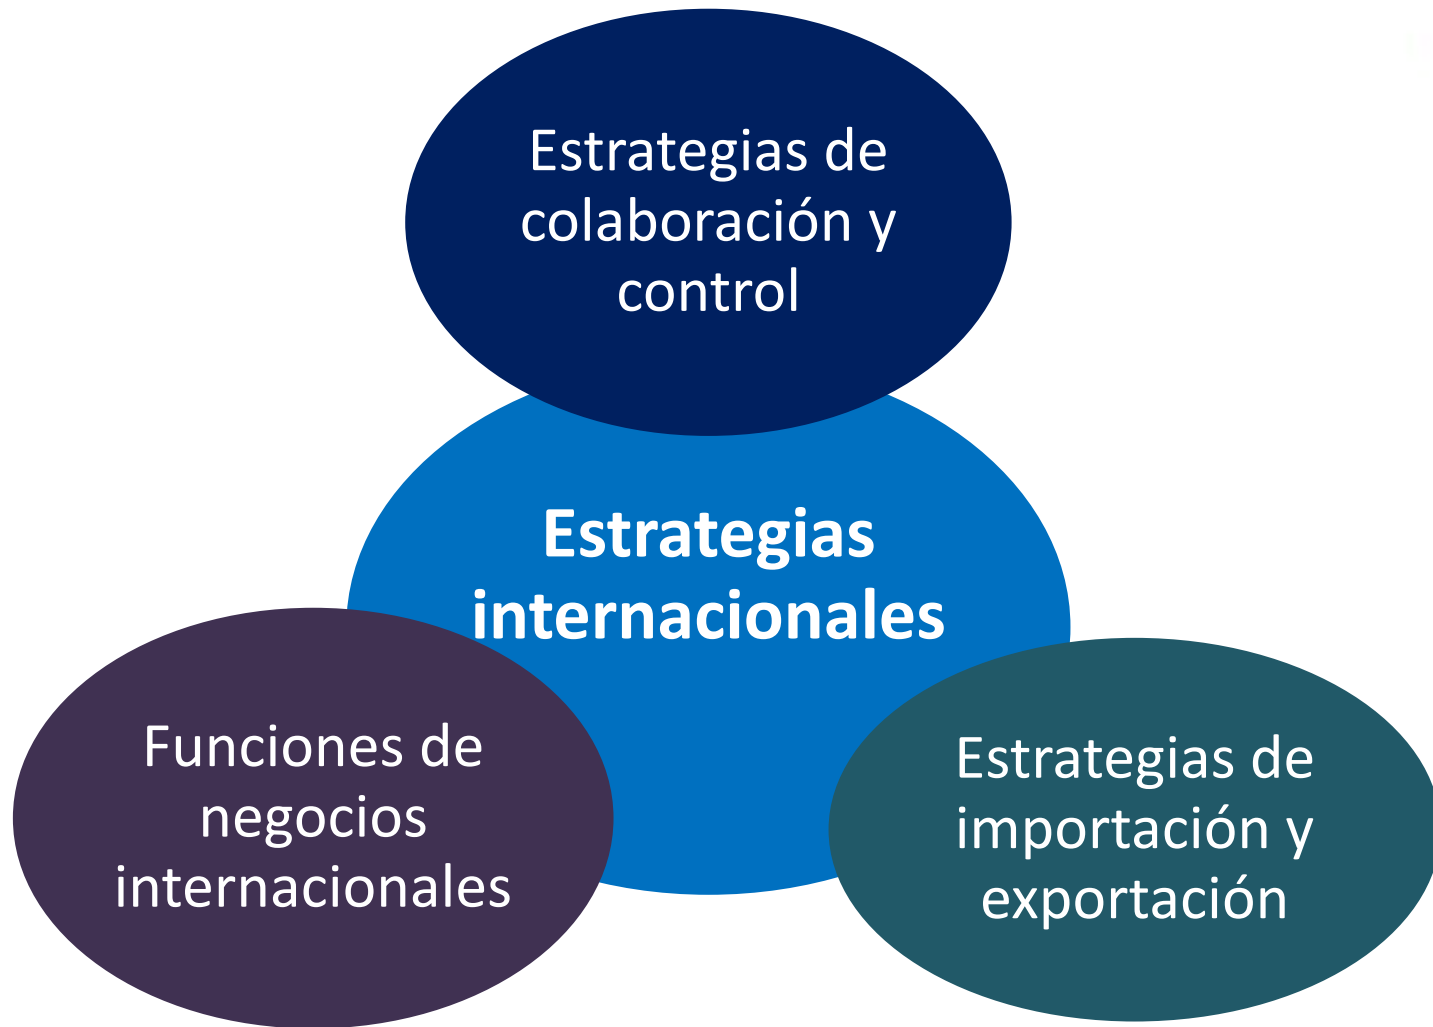 Estrategias de
colaboración y
control
Estrategias
internacionales
Funciones de
negocios
internacionales
Estrategias de
importación y
exportación